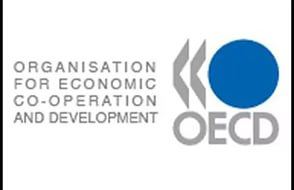 ORGANISATION
FOR ECONOMIC
CO-OPERATION
AND DEVELOPMENT
OECD